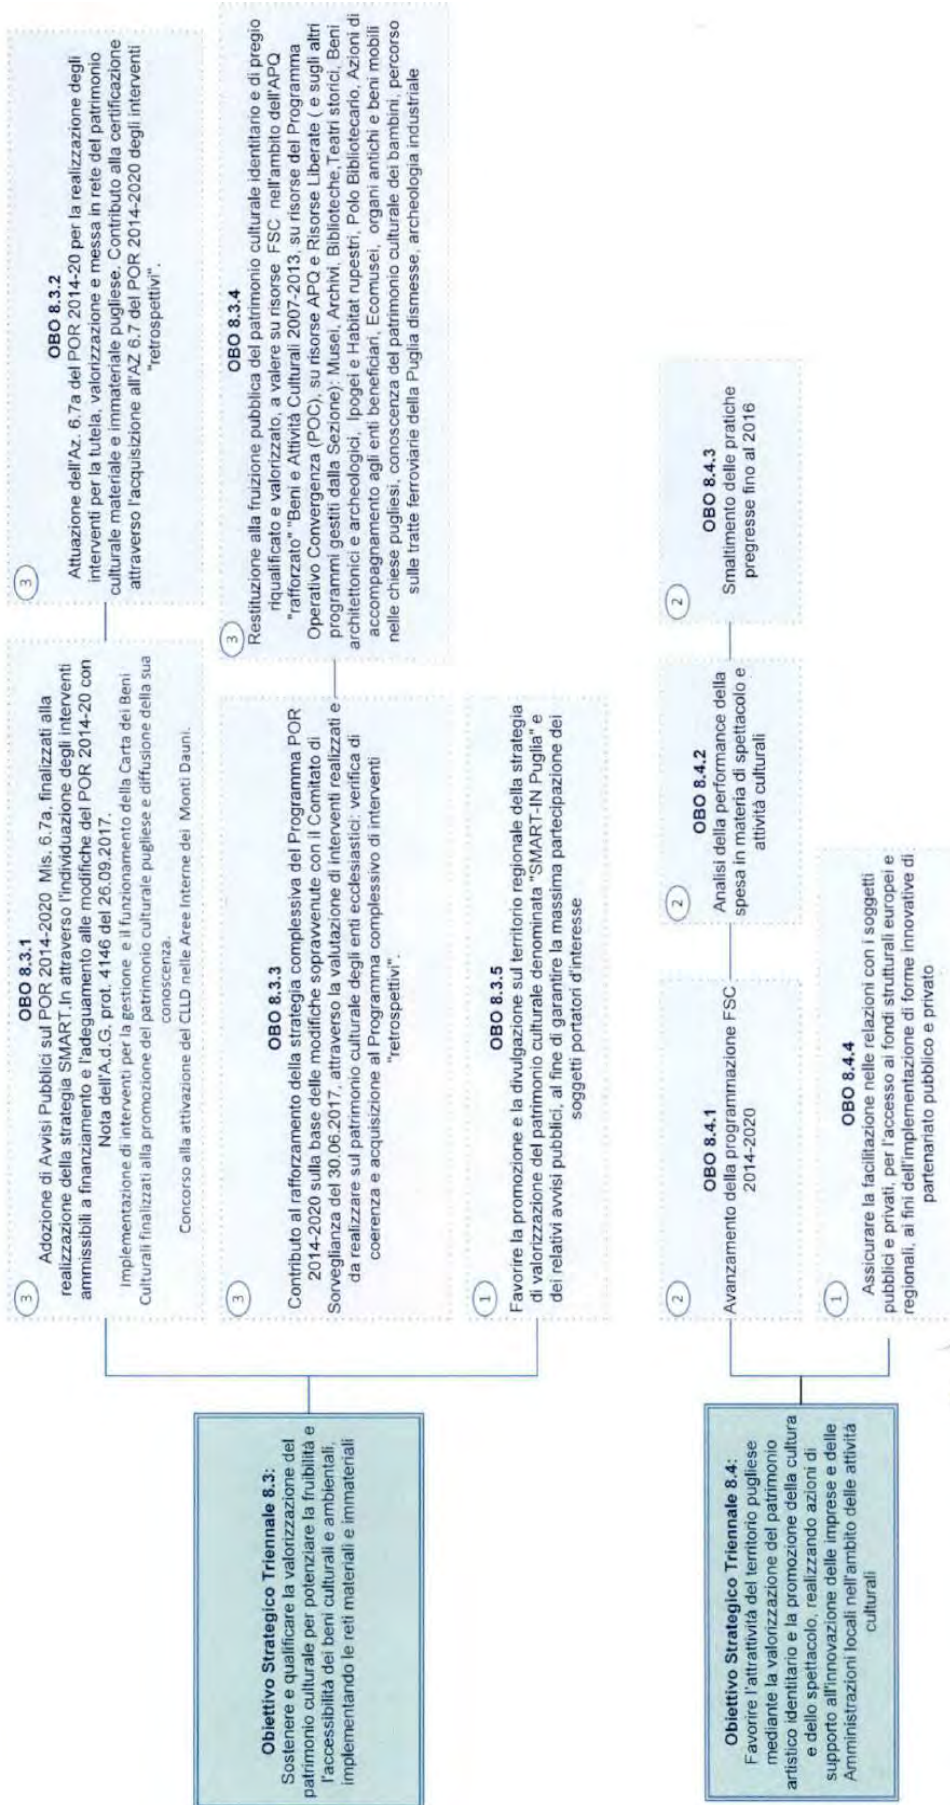 Obiettivo Strategico Triennale 8.3:
Sostenere e qualificare la valorizzazione del
patrimonio culturale per potenziare la fruibilità e
l'accessibilità dei beni culturali e ambientali,
implementando le reti materiali e immateriali
3
OBO 8.3.1
Adozione di Avvisi Pubblici sul POR 2014-2020 Mis. 6.7a, finalizzati alla
realizzazione della strategia SMART.In attraverso l'individuazione degli interventi
ammissibili a finanziamento e l'adeguamento alle modifiche del POR 2014-20 con
Nota dell'A.d.G. prot. 4146 del 26.09.2017.
Implementazione di interventi per la gestione e il funzionamento della Carta dei Beni
Culturali finalizzati alla promozione del patrimonio culturale pugliese e diffusione della sua
conoscenza.
Concorso alla attivazione del CLLD nelle Aree Interne dei Monti Dauni.
3
OBO 8.3.2
Attuazione dell'Az. 6.7a del POR 2014-20 per la realizzazione degli
interventi per la tutela, valorizzazione e messa in rete del patrimonio
culturale materiale e immateriale pugliese. Contributo alla certificazione
attraverso l'acquisizione all'AZ 6.7 del POR 2014-2020 degli interventi
"retrospettivi".
3
OBO 8.3.3
Contributo al rafforzamento della strategia complessiva del Programma POR
2014-2020 sulla base delle modifiche sopravvenute con il Comitato di
Sorveglianza del 30.06.2017, attraverso la valutazione di interventi realizzati e
da realizzare sul patrimonio culturale degli enti ecclesiastici: verifica di
coerenza e acquisizione al Programma complessivo di interventi
"retrospettivi".
3
OBO 8.3.4
Restituzione alla fruizione pubblica del patrimonio culturale identitario e di pregio
riqualificato e valorizzato, a valere su risorse FSC nell'ambito dell'APQ
"rafforzato" "Beni e Attività Culturali 2007-2013, su risorse del Programma
Operativo Convergenza (POC), su risorse APQ e Risorse Liberate ( e sugli altri
programmi gestiti dalla Sezione): Musei, Archivi, Biblioteche,Teatri storici, Beni
architettonici e archeologici, Ipogei e Habitat rupestri, Polo Bibliotecario, Azioni di
accompagnamento agli enti beneficiari, Ecomusei, organi antichi e beni mobili
nelle chiese pugliesi, conoscenza del patrimonio culturale dei bambini, percorso
sulle tratte ferroviarie della Puglia dismesse, archeologia industriale
1
OBO 8.3.5
Favorire la promozione e la divulgazione sul territorio regionale della strategia
di valorizzazione del patrimonio culturale denominata "SMART-IN Puglia" e
dei relativi avvisi pubblici, al fine di garantire la massima partecipazione dei
soggetti portatori d'interesse
Obiettivo Strategico Triennale 8.4:
Favorire l'attrattività del territorio pugliese
mediante la valorizzazione del patrimonio
artistico identitario e la promozione della cultura
e dello spettacolo, realizzando azioni di
supporto all'innovazione delle imprese e delle
Amministrazioni locali nell'ambito delle attività
culturali
2
OBO 8.4.1
Avanzamento della programmazione FSC
2014-2020
2
OBO 8.4.2
Analisi della performance della
spesa in materia di spettacolo e
attività culturali
2
OBO 8.4.3
Smaltimento delle pratiche
pregresse fino al 2016
1
OBO 8.4.4
Assicurare la facilitazione nelle relazioni con i soggetti
pubblici e privati, per l'accesso ai fondi strutturali europei e
regionali, ai fini dell'implementazione di forme innovative di
partenariato pubblico e privato